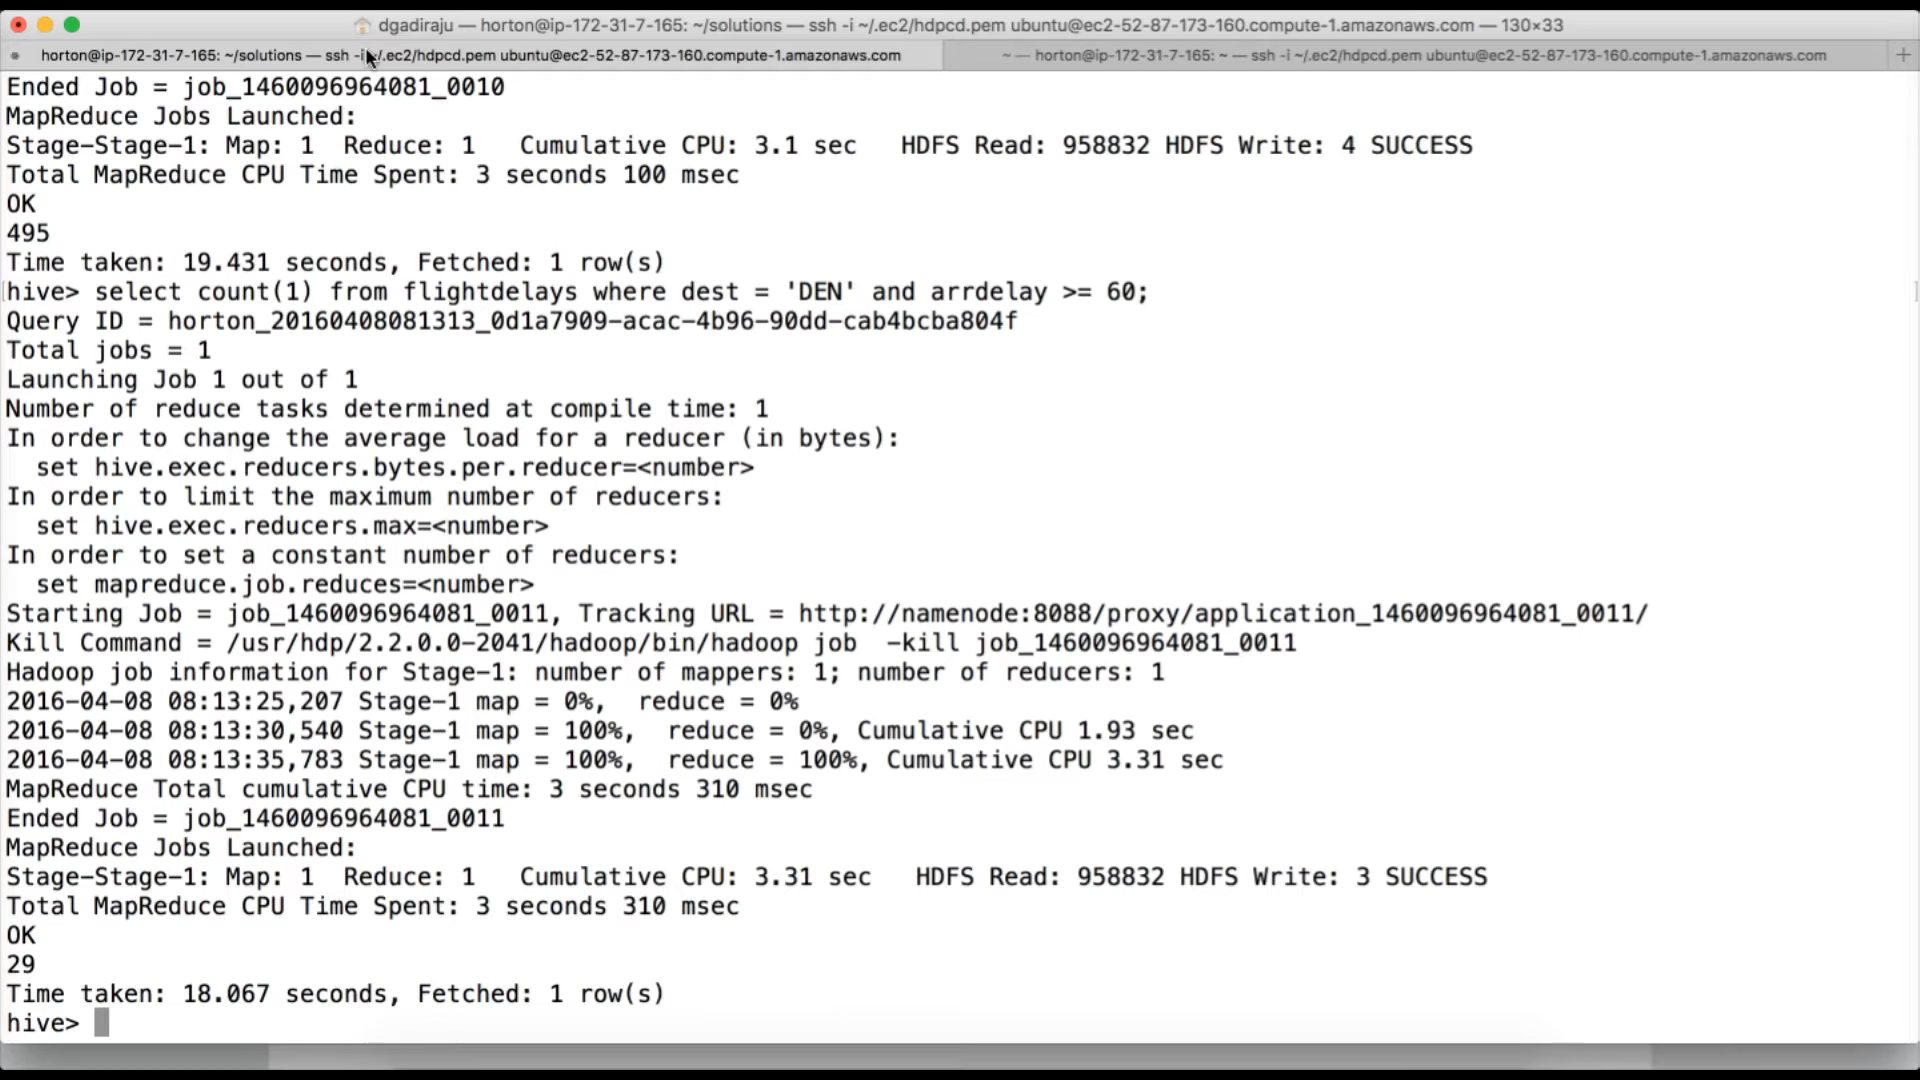 dgadiraju — horton@ip-172-31-7-165: ~/solutions — ssh -i ~/.ec2/hdpcd.pem ubuntu@ec2-52-87-173-160.compute-1.amazonaws.com — 130×33
horton@ip-172-31-7-165: ~/solutions — ssh -i ~/.ec2/hdpcd.pem ubuntu@ec2-52-87-173-160.compute-1.amazonaws.com
~ — horton@ip-172-31-7-165: ~ — ssh -i ~/.ec2/hdpcd.pem ubuntu@ec2-52-87-173-160.compute-1.amazonaws.com
Ended Job = job_1460096964081_0010
MapReduce Jobs Launched:
Stage-Stage-1: Map: 1  Reduce: 1   Cumulative CPU: 3.1 sec   HDFS Read: 958832 HDFS Write: 4 SUCCESS
Total MapReduce CPU Time Spent: 3 seconds 100 msec
OK
495
Time taken: 19.431 seconds, Fetched: 1 row(s)
hive> select count(1) from flightdelays where dest = 'DEN' and arrdelay >= 60;
Query ID = horton_20160408081313_0d1a7909-acac-4b96-90dd-cab4bcba804f
Total jobs = 1
Launching Job 1 out of 1
Number of reduce tasks determined at compile time: 1
In order to change the average load for a reducer (in bytes):
  set hive.exec.reducers.bytes.per.reducer=<number>
In order to limit the maximum number of reducers:
  set hive.exec.reducers.max=<number>
In order to set a constant number of reducers:
  set mapreduce.job.reduces=<number>
Starting Job = job_1460096964081_0011, Tracking URL = http://namenode:8088/proxy/application_1460096964081_0011/
Kill Command = /usr/hdp/2.2.0.0-2041/hadoop/bin/hadoop job  -kill job_1460096964081_0011
Hadoop job information for Stage-1: number of mappers: 1; number of reducers: 1
2016-04-08 08:13:25,207 Stage-1 map = 0%,  reduce = 0%
2016-04-08 08:13:30,540 Stage-1 map = 100%,  reduce = 0%, Cumulative CPU 1.93 sec
2016-04-08 08:13:35,783 Stage-1 map = 100%,  reduce = 100%, Cumulative CPU 3.31 sec
MapReduce Total cumulative CPU time: 3 seconds 310 msec
Ended Job = job_1460096964081_0011
MapReduce Jobs Launched:
Stage-Stage-1: Map: 1  Reduce: 1   Cumulative CPU: 3.31 sec   HDFS Read: 958832 HDFS Write: 3 SUCCESS
Total MapReduce CPU Time Spent: 3 seconds 310 msec
OK
29
Time taken: 18.067 seconds, Fetched: 1 row(s)
hive>